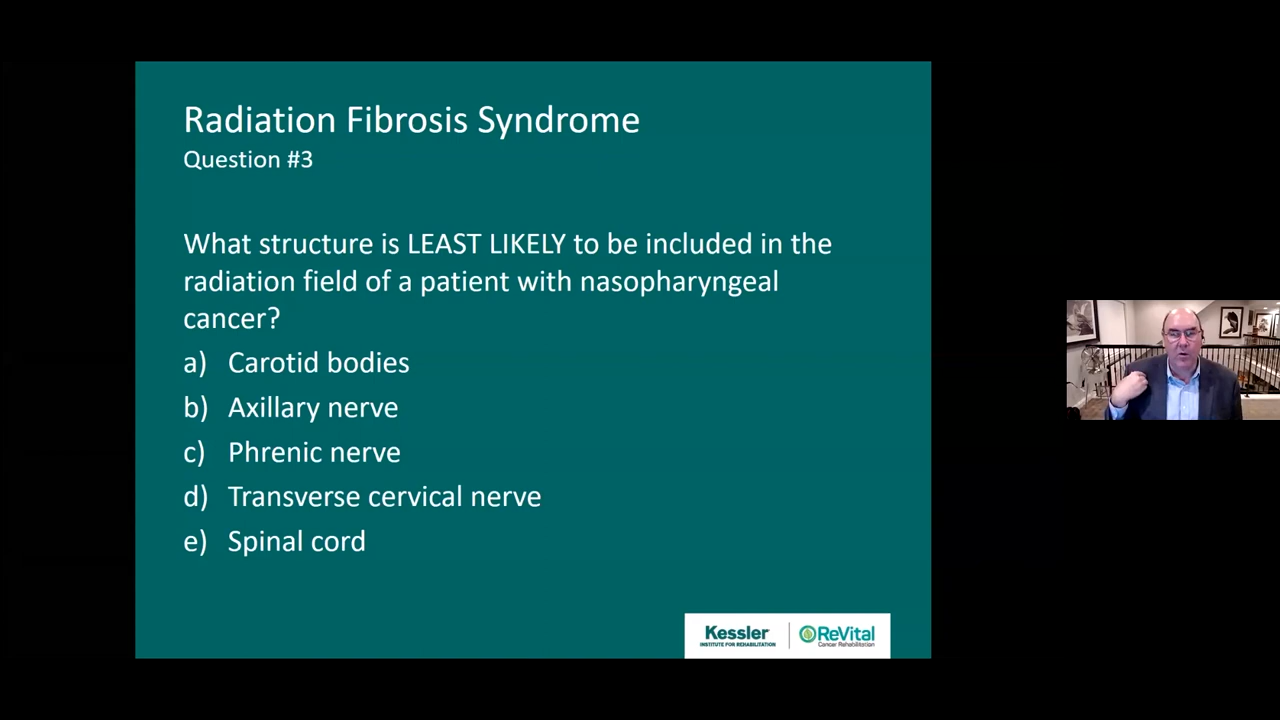 Radiation Fibrosis Syndrome
Question #3
What structure is LEAST LIKELY to be included in the
radiation field of a patient with nasopharyngeal
cancer?
a) Carotid bodies
b) Axillary nerve
c) Phrenic nerve
d) Transverse cervical nerve
e) Spinal cord
Kessler
INSTITUTE FOR REHABILITATION
ReVital
Cancer Rehabilitation